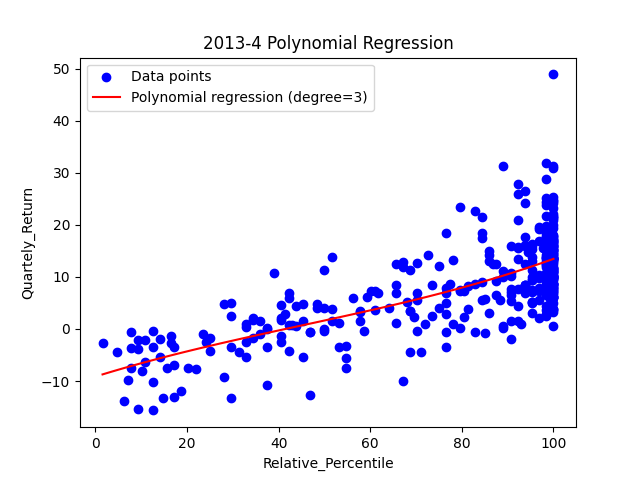 2013-4 Polynomial Regression
Data points
Polynomial regression (degree=3)
50
40
30
20
10
0
−10
Quartely_Return
0
20
40
60
80
100
Relative_Percentile